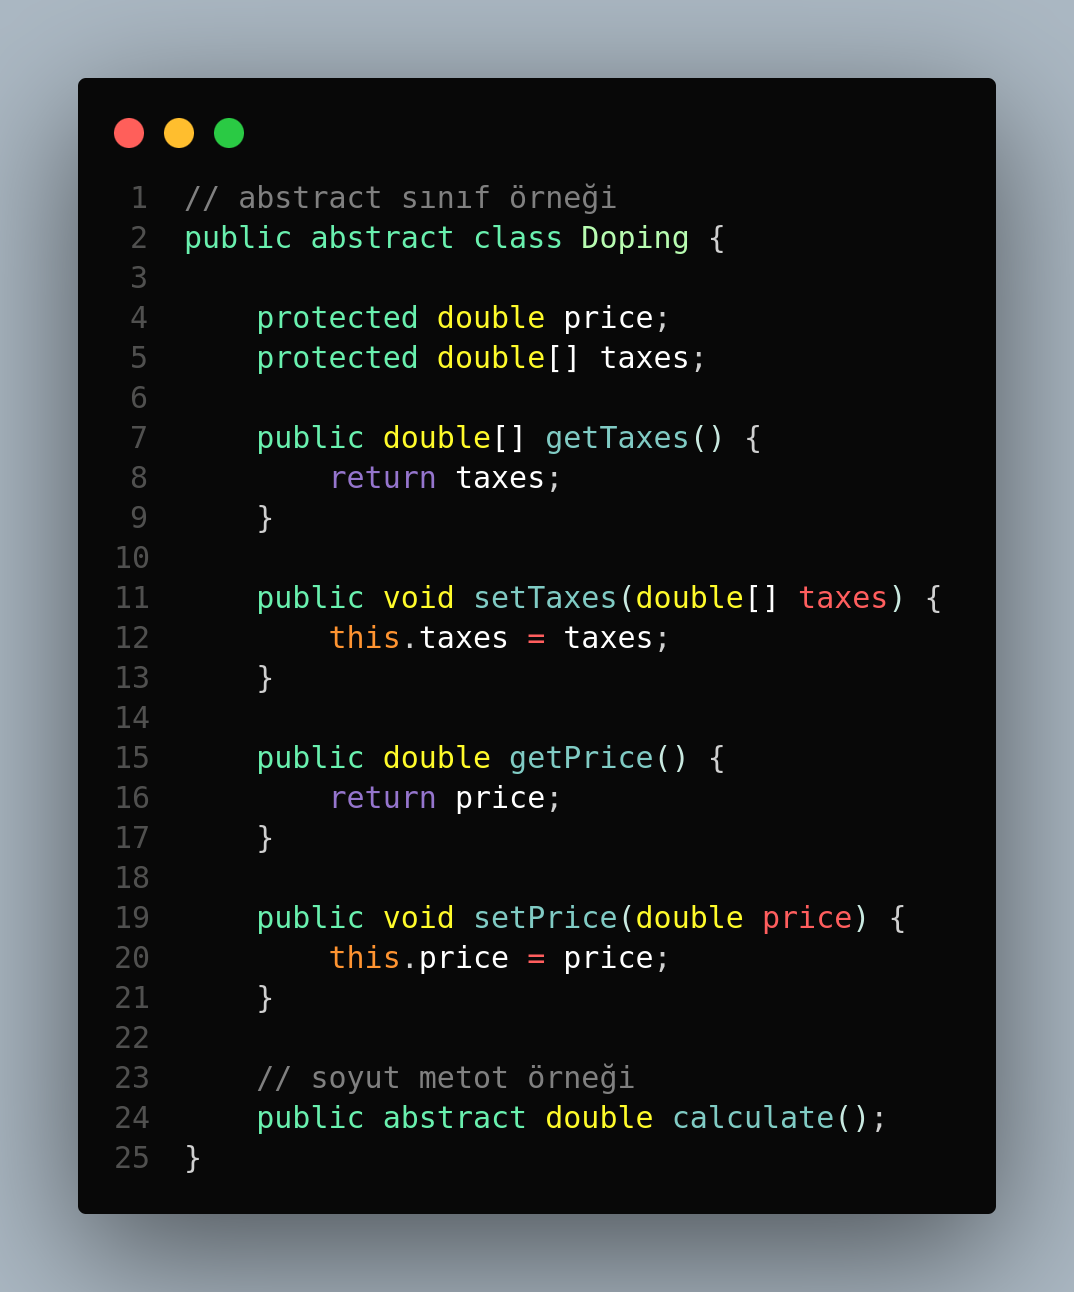 1 // abstract sınıf örneği
2 public abstract class Doping {
3
4     protected double price;
5     protected double[] taxes;
6
7     public double[] getTaxes() {
8         return taxes;
9     }
10
11     public void setTaxes(double[] taxes) {
12         this.taxes = taxes;
13     }
14
15     public double getPrice() {
16         return price;
17     }
18
19     public void setPrice(double price) {
20         this.price = price;
21     }
22
23     // soyut metot örneği
24     public abstract double calculate();
25 }